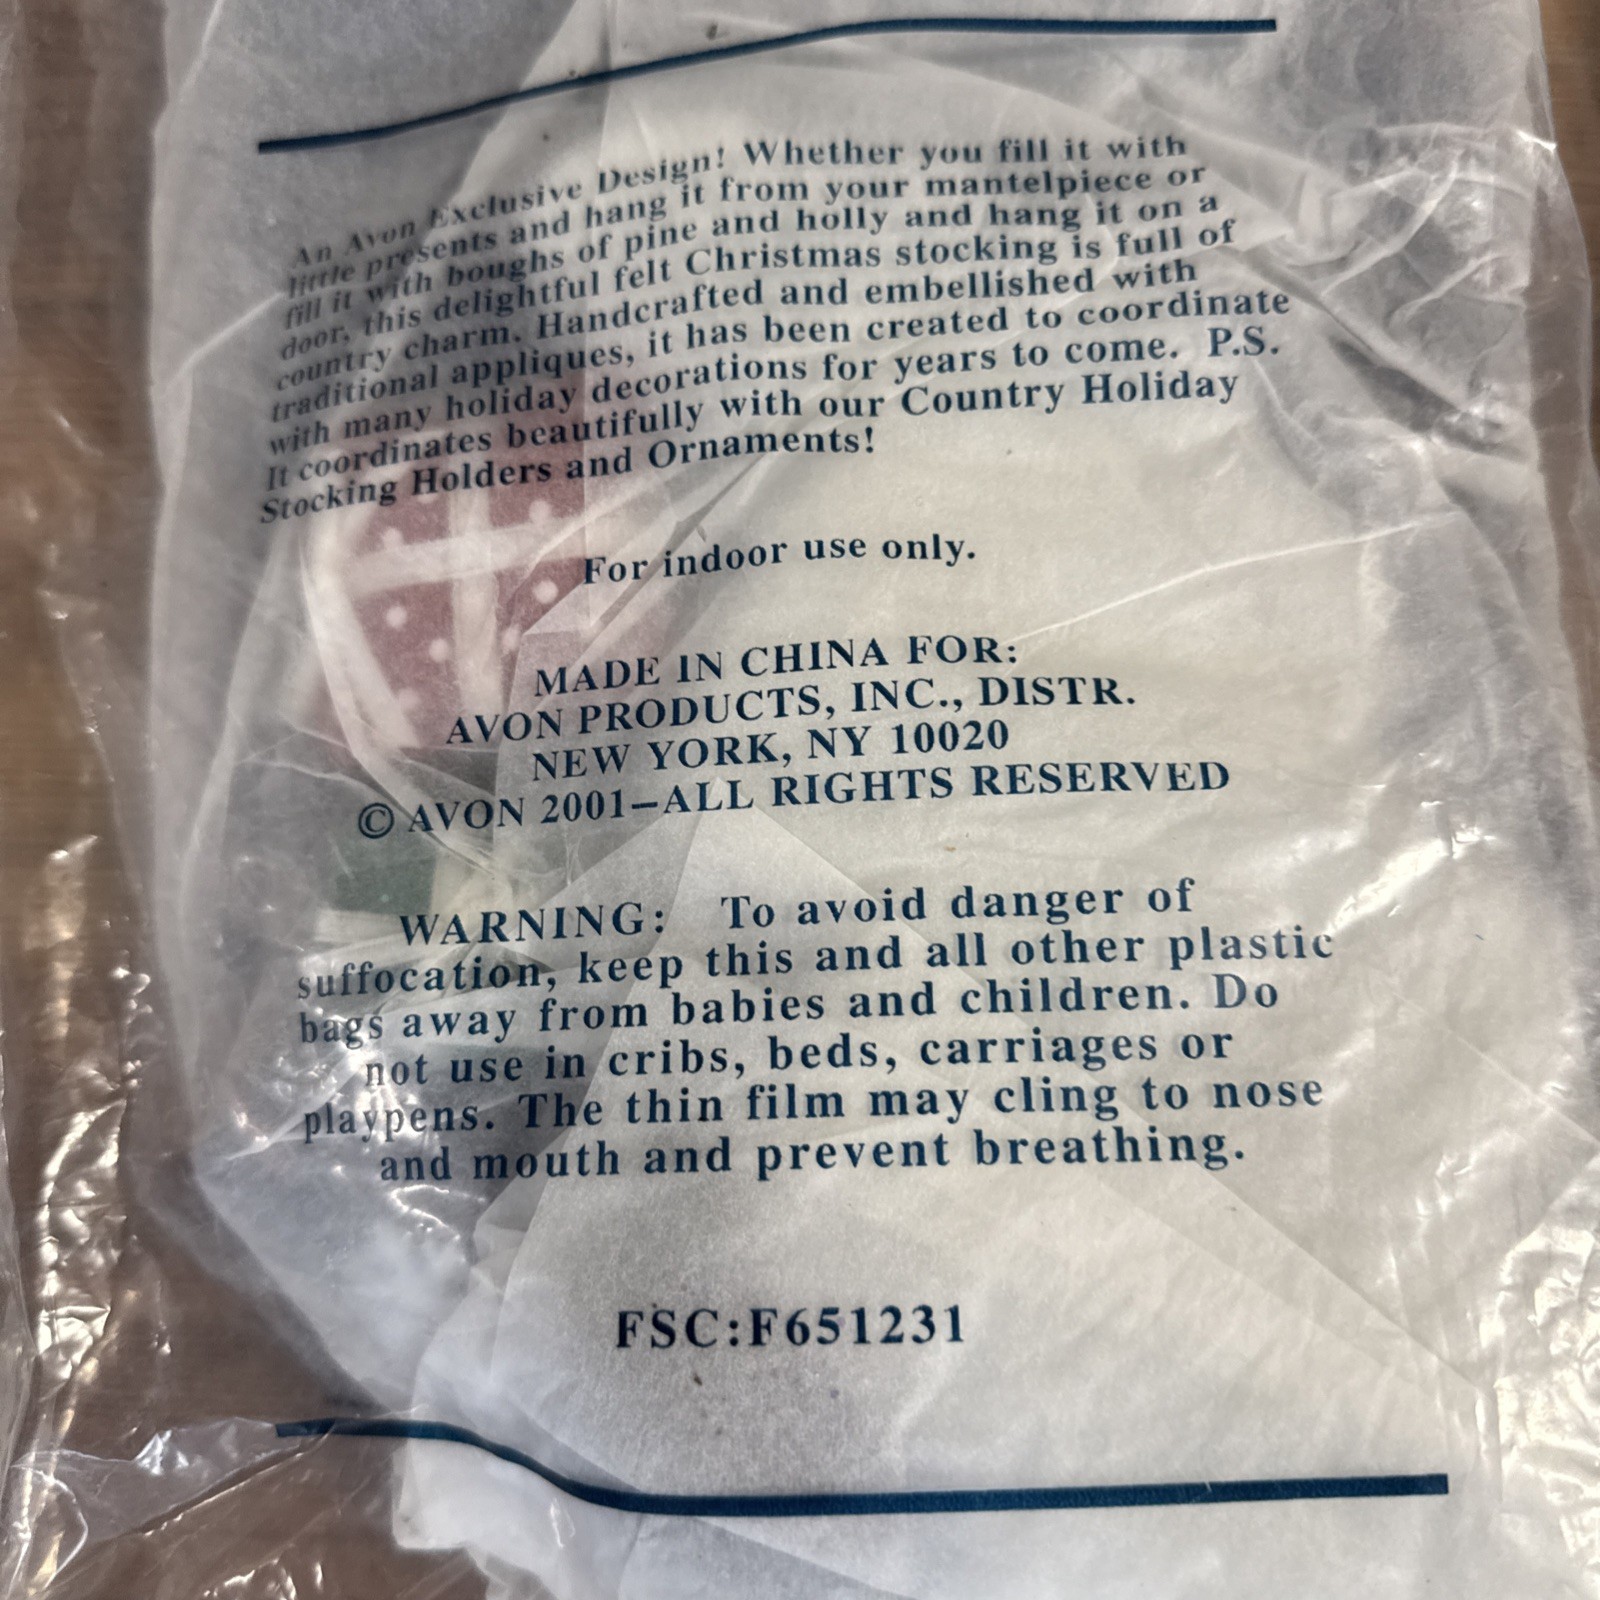 An Avon Exclusive Design! Whether you fill it with
little presents and hang it from your mantelpiece or
fill it with boughs of pine and holly and hang it on a
door, this delightful felt Christmas stocking is full of
country charm. Handcrafted and embellished with
traditional appliques, it has been created to coordinate
with many holiday decorations for years to come. P.S.
It coordinates beautifully with our Country Holiday
Stocking Holders and Ornaments!
For indoor use only.
MADE IN CHINA FOR:
AVON PRODUCTS, INC., DISTR.
NEW YORK, NY 10020
© AVON 2001–ALL RIGHTS RESERVED
WARNING: To avoid danger of
suffocation, keep this and all other plastic
bags away from babies and children. Do
not use in cribs, beds, carriages or
playpens. The thin film may cling to nose
and mouth and prevent breathing.
FSC:F651231